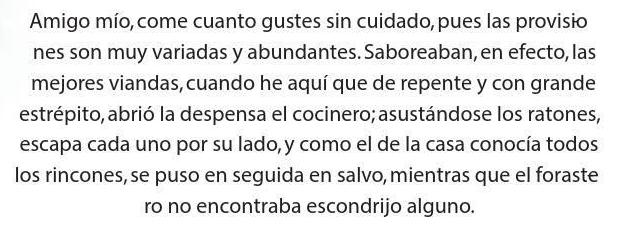 Amigo mío, come cuanto gustes sin cuidado, pues las provisio
nes son muy variadas y abundantes. Saboreaban, en efecto, las
mejores viandas, cuando he aquí que de repente y con grande
estrépito, abrió la despensa el cocinero; asustándose los ratones,
escapa cada uno por su lado, y como el de la casa conocía todos
los rincones, se puso en seguida en salvo, mientras que el foraste
ro no encontraba escondrijo alguno.